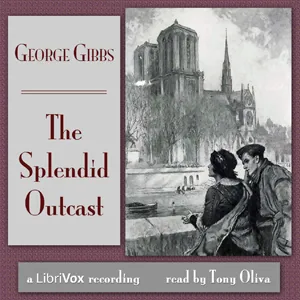 GEORGE GIBBS
The
Splendid
Outcast
a LibriVox recording
read by Tony Oliva